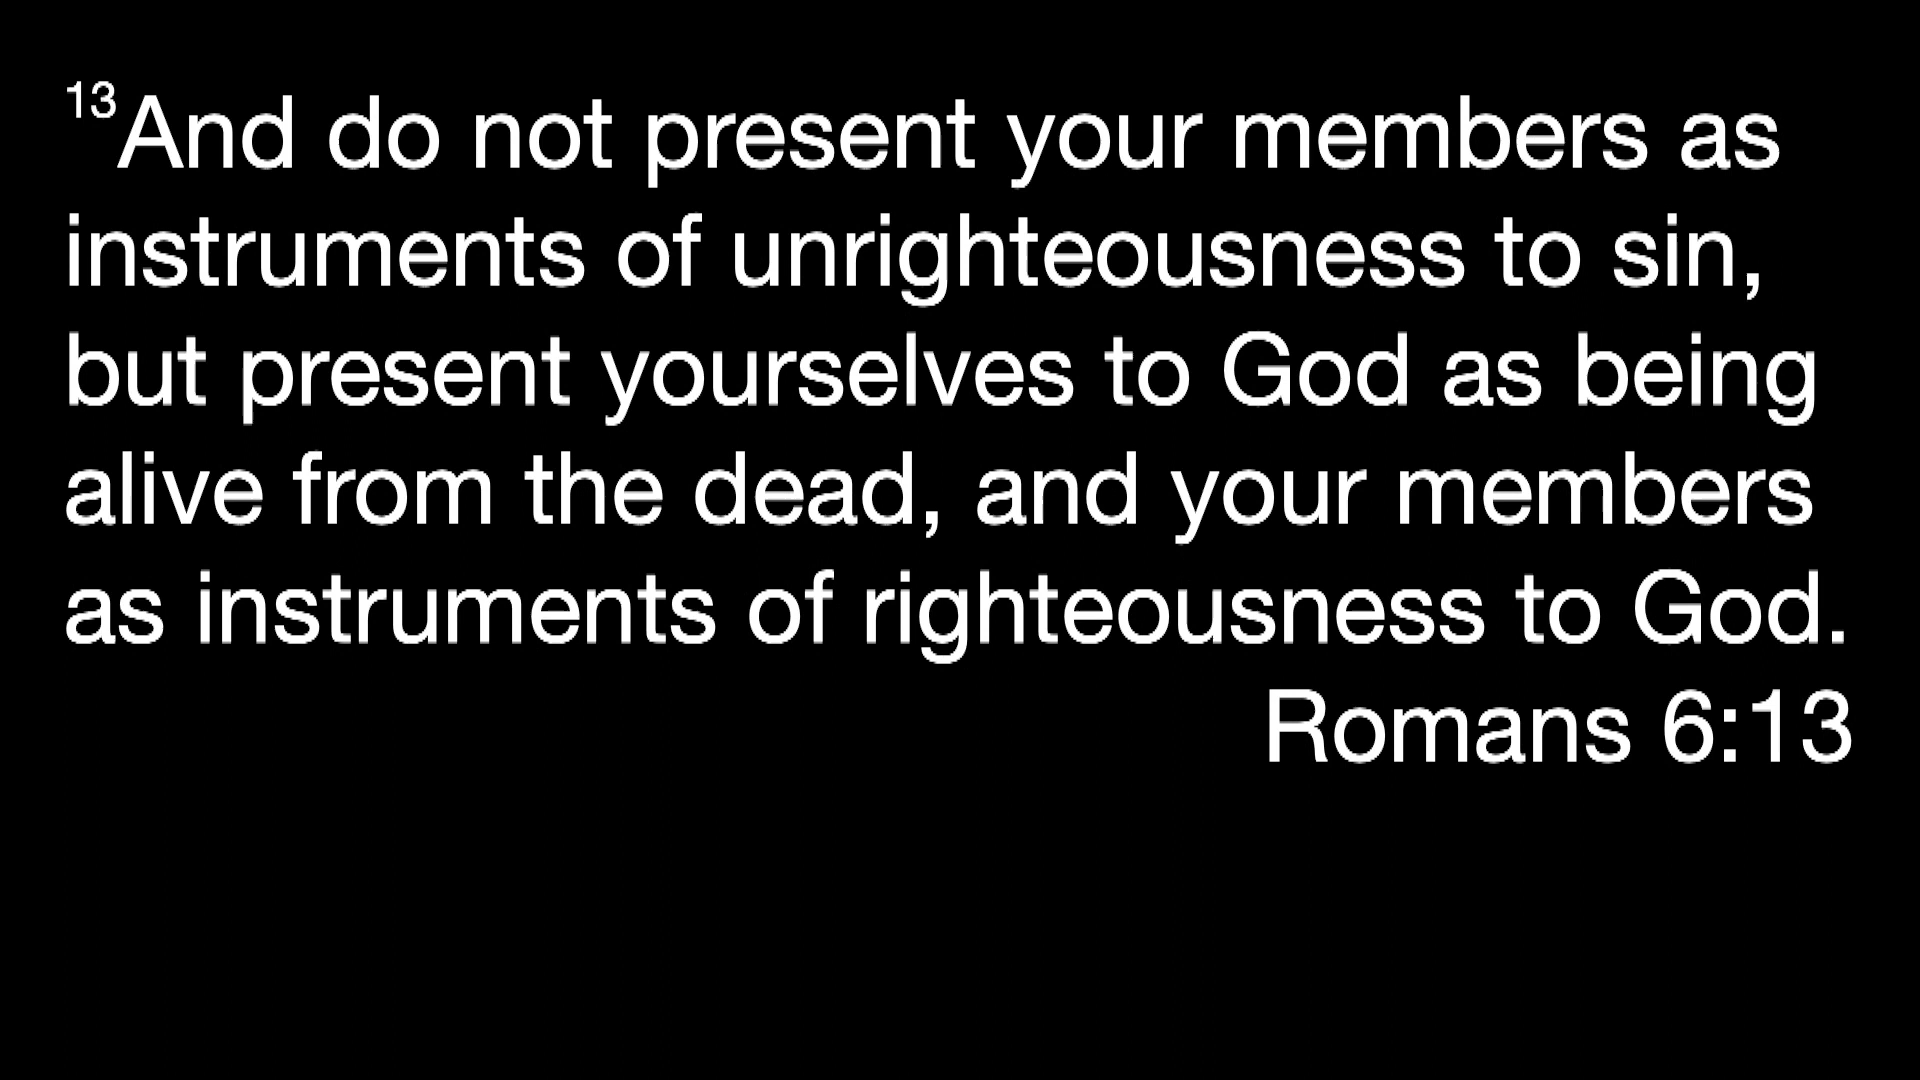 13And do not present your members as
instruments of unrighteousness to sin,
but present yourselves to God as being
alive from the dead, and your members
as instruments of righteousness to God.
Romans 6:13